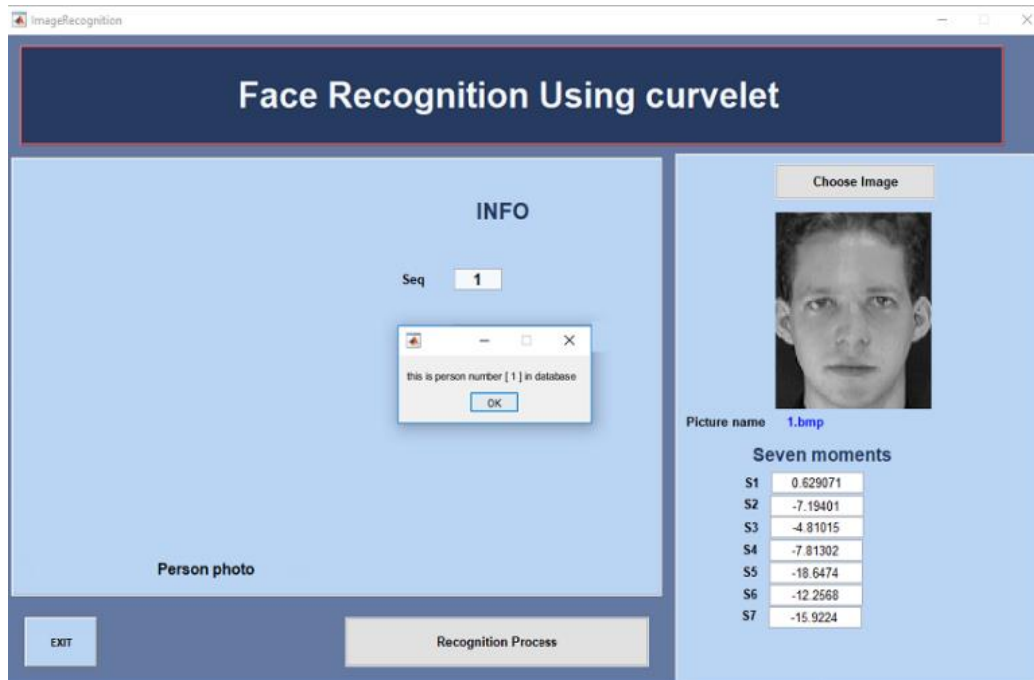 ImageRecognition
Face Recognition Using curvelet
INFO
Seq 1
this is person number [ 1 ] in database
OK
Person photo
EXIT
Recognition Process
Choose Image
Picture name 1.bmp
Seven moments
S1 0.629071
S2 -7.19401
S3 -4.81015
S4 -7.81302
S5 -18.6474
S6 -12.2568
S7 -15.9224